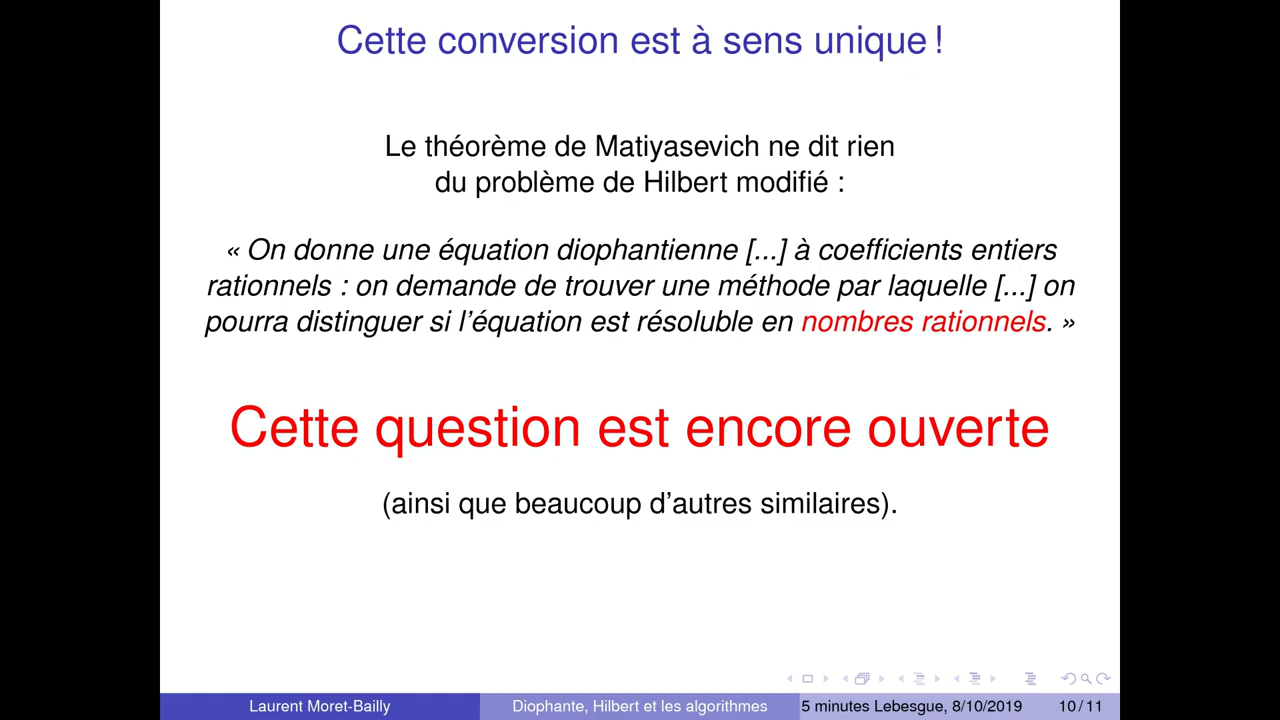 Cette conversion est à sens unique !
Le théorème de Matiyasevich ne dit rien
du problème de Hilbert modifié :
« On donne une équation diophantienne [...] à coefficients entiers
rationnels : on demande de trouver une méthode par laquelle [...] on
pourra distinguer si l'équation est résoluble en nombres rationnels. »
Cette question est encore ouverte
(ainsi que beaucoup d'autres similaires).
Laurent Moret-Bailly Diophante, Hilbert et les algorithmes 5 minutes Lebesgue, 8/10/2019 10 / 11